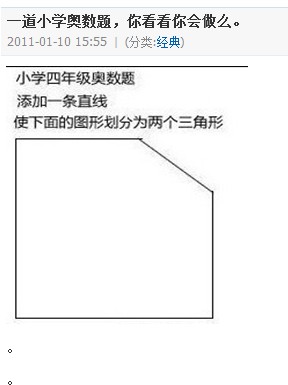 一道小学奥数题，你看看你会做么。
2011-01-10 15:55 | (分类:经典)
小学四年级奥数题
添加一条直线
使下面的图形划分为两个三角形
。
。